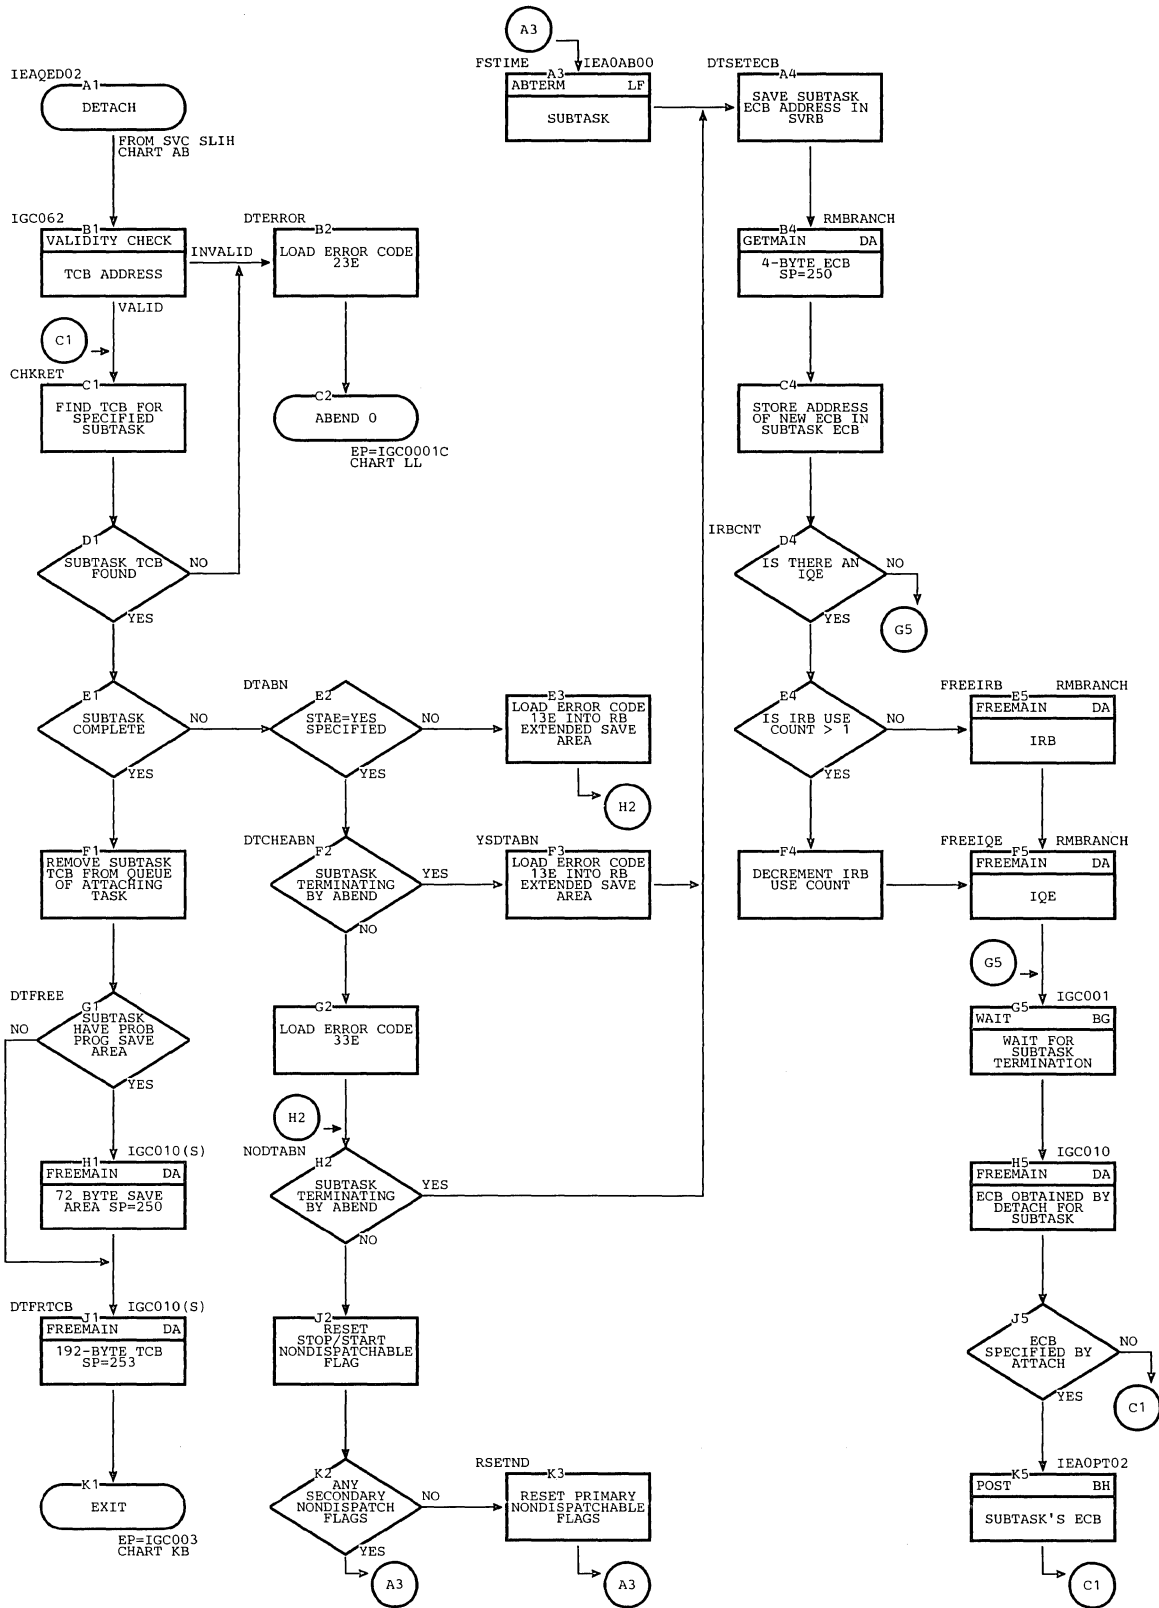 A3
IEAQED02
A1
DETACH
FROM SVC SLIH
CHART AB
FSTIME
IEA0AB00
A3
ABTERM LF
SUBTASK
DTSETECB
A4
SAVE SUBTASK
ECB ADDRESS IN
SVRB
IGC062
B1
VALIDITY CHECK
TCB ADDRESS
INVALID
VALID
DTERROR
B2
LOAD ERROR CODE
23E
RMBRANCH
B4
GETMAIN DA
4-BYTE ECB
SP=250
C1
CHKRET
C1
FIND TCB FOR
SPECIFIED
SUBTASK
C2
ABEND 0
EP=IGC0001C
CHART LL
C4
STORE ADDRESS
OF NEW ECB IN
SUBTASK ECB
D1
SUBTASK TCB
FOUND
NO
YES
IRBCNT
D4
IS THERE AN
IQE
NO
YES
G5
E1
SUBTASK
COMPLETE
NO
YES
DTABN
E2
STAE=YES
SPECIFIED
NO
YES
E3
LOAD ERROR CODE
13E INTO RB
EXTENDED SAVE
AREA
H2
E4
IS IRB USE
COUNT > 1
NO
YES
FREEIRB
RMBRANCH
E5
FREEMAIN DA
IRB
F1
REMOVE SUBTASK
TCB FROM QUEUE
OF ATTACHING
TASK
DTCHEABN
F2
SUBTASK
TERMINATING
BY ABEND
YES
NO
YSDTABN
F3
LOAD ERROR CODE
13E INTO RB
EXTENDED SAVE
AREA
F4
DECREMENT IRB
USE COUNT
FREEIQE
RMBRANCH
F5
FREEMAIN DA
IQE
DTFREE
G1
SUBTASK
HAVE PROB
PROG SAVE
AREA
NO
YES
G2
LOAD ERROR CODE
33E
G5
IGC001
G5
WAIT BG
WAIT FOR
SUBTASK
TERMINATION
IGC010(S)
H1
FREEMAIN DA
72 BYTE SAVE
AREA SP=250
H2
NODTABN
H2
SUBTASK
TERMINATING
BY ABEND
YES
NO
IGC010
H5
FREEMAIN DA
ECB OBTAINED BY
DETACH FOR
SUBTASK
DTFRTCB
IGC010(S)
J1
FREEMAIN DA
192-BYTE TCB
SP=253
J2
RESET
STOP/START
NONDISPATCHABLE
FLAG
J5
ECB
SPECIFIED BY
ATTACH
NO
YES
C1
K1
EXIT
EP=IGC003
CHART KB
K2
ANY
SECONDARY
NONDISPATCH
FLAGS
NO
YES
A3
RSETND
K3
RESET PRIMARY
NONDISPATCHABLE
FLAGS
A3
IEA0PT02
K5
POST BH
SUBTASK'S ECB
C1